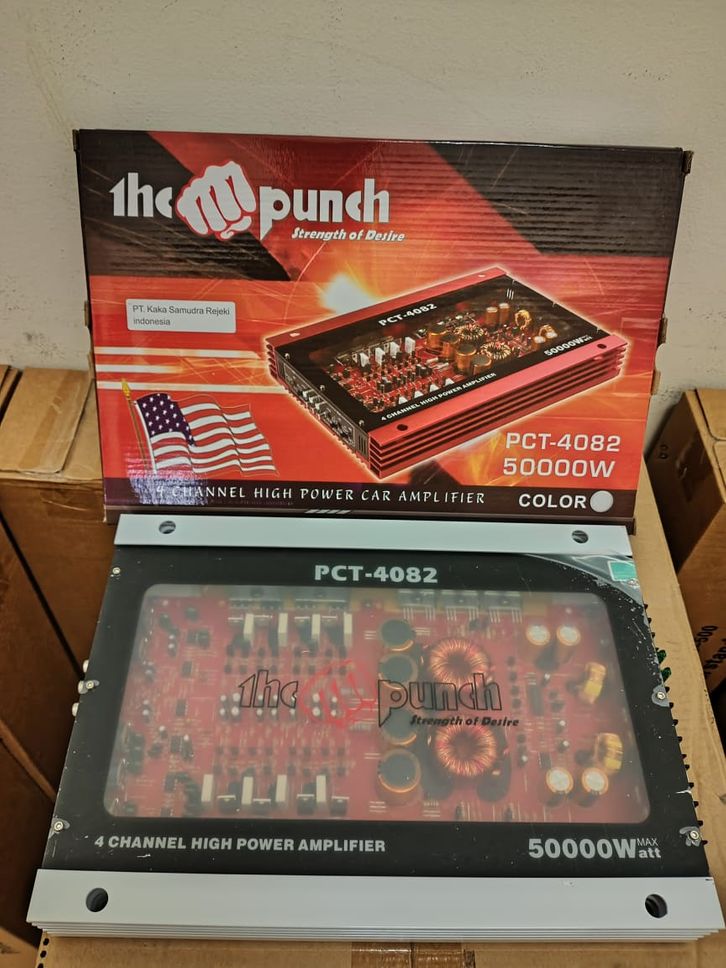 the punch
Strength of Desire
PT. Kaka Samudra Rejeki
indonesia
PCT-4082
50000W Max att
4 CHANNEL HIGH POWER AMPLIFIER
PCT-4082
50000W
4 CHANNEL HIGH POWER CAR AMPLIFIER
COLOR
PCT-4082
the punch
Strength of Desire
4 CHANNEL HIGH POWER AMPLIFIER
50000W MAX att